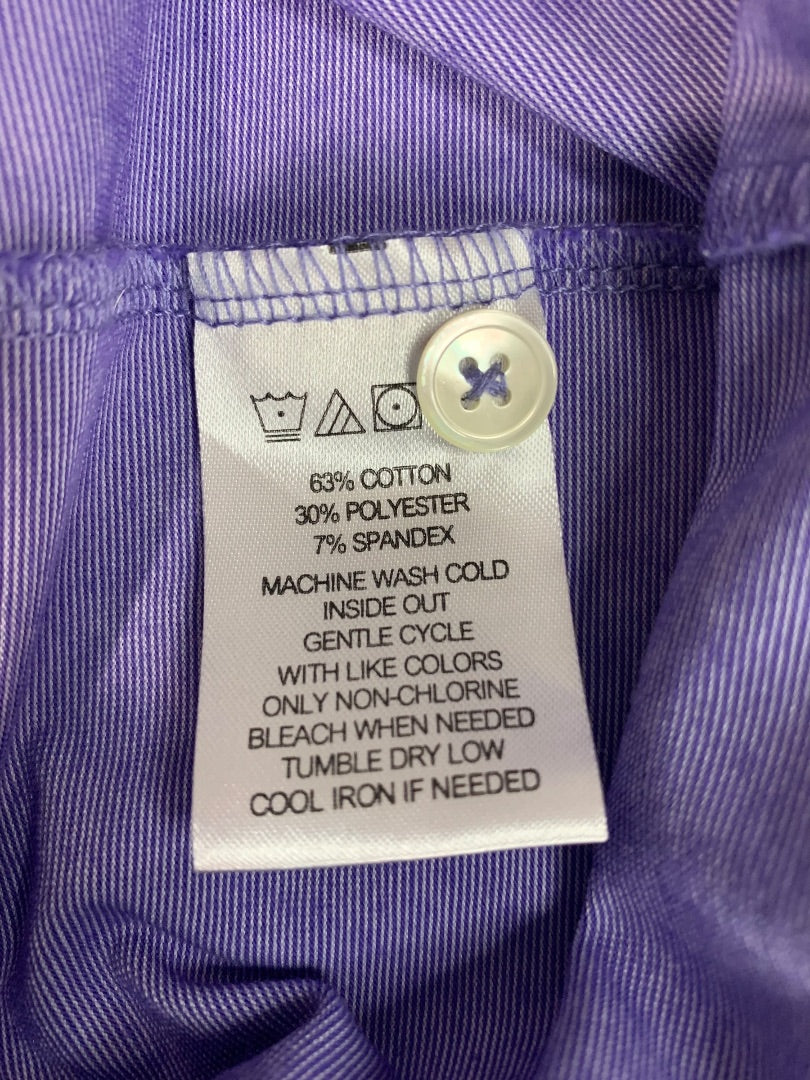 63% COTTON
30% POLYESTER
7% SPANDEX
MACHINE WASH COLD
INSIDE OUT
GENTLE CYCLE
WITH LIKE COLORS
ONLY NON-CHLORINE
BLEACH WHEN NEEDED
TUMBLE DRY LOW
COOL IRON IF NEEDED